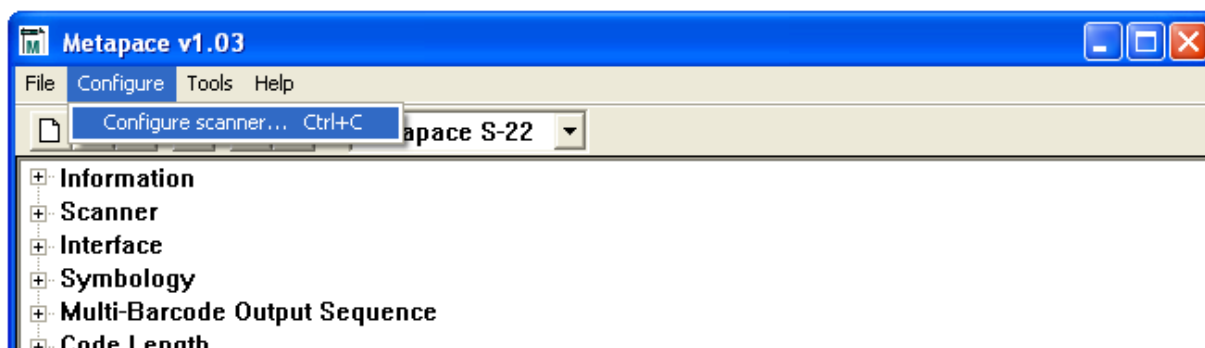 Metapace v1.03
File Configure Tools Help
Configure scanner... Ctrl+C
apace S-22
Information
Scanner
Interface
Symbology
Multi-Barcode Output Sequence
Code Length